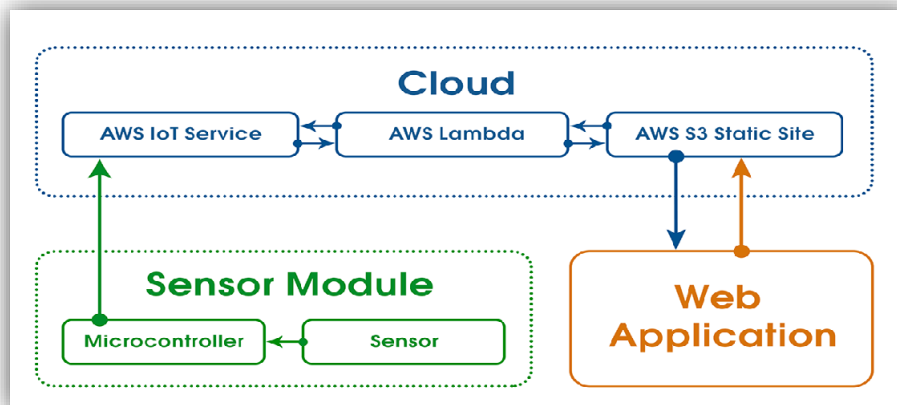 Cloud
AWS IoT Service
AWS Lambda
AWS S3 Static Site
Sensor Module
Microcontroller
Sensor
Web
Application